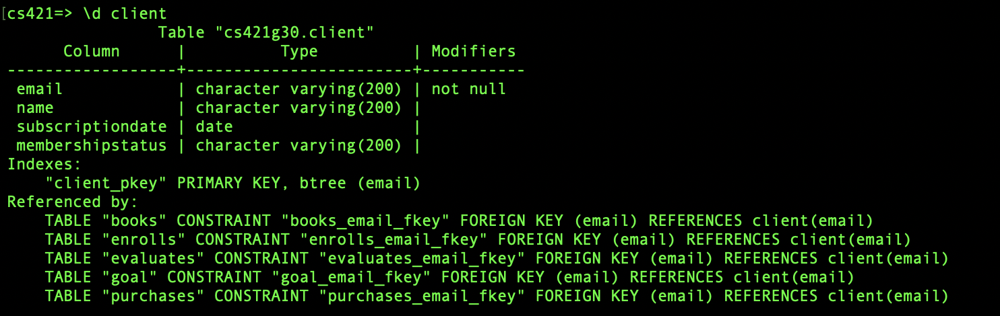 [cs421=> \d client
Table "cs421g30.client"
Column | Type | Modifiers
------------------+------------------------+-----------
email | character varying(200) | not null
name | character varying(200) |
subscriptiondate | date |
membershipstatus | character varying(200) |
Indexes:
"client_pkey" PRIMARY KEY, btree (email)
Referenced by:
TABLE "books" CONSTRAINT "books_email_fkey" FOREIGN KEY (email) REFERENCES client(email)
TABLE "enrolls" CONSTRAINT "enrolls_email_fkey" FOREIGN KEY (email) REFERENCES client(email)
TABLE "evaluates" CONSTRAINT "evaluates_email_fkey" FOREIGN KEY (email) REFERENCES client(email)
TABLE "goal" CONSTRAINT "goal_email_fkey" FOREIGN KEY (email) REFERENCES client(email)
TABLE "purchases" CONSTRAINT "purchases_email_fkey" FOREIGN KEY (email) REFERENCES client(email)